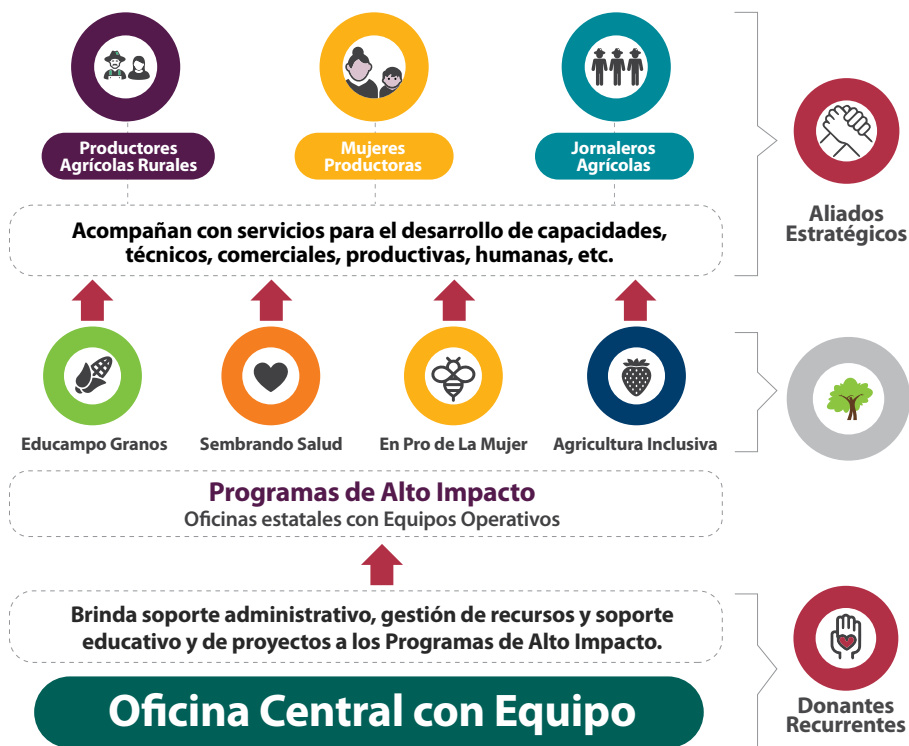 Productores
Agrícolas Rurales
Mujeres
Productoras
Jornaleros
Agrícolas
Aliados
Estratégicos
Acompañan con servicios para el desarrollo de capacidades,
técnicos, comerciales, productivas, humanas, etc.
Educampo Granos
Sembrando Salud
En Pro de La Mujer
Agricultura Inclusiva
Programas de Alto Impacto
Oficinas estatales con Equipos Operativos
Brinda soporte administrativo, gestión de recursos y soporte
educativo y de proyectos a los Programas de Alto Impacto.
Oficina Central con Equipo
Donantes
Recurrentes